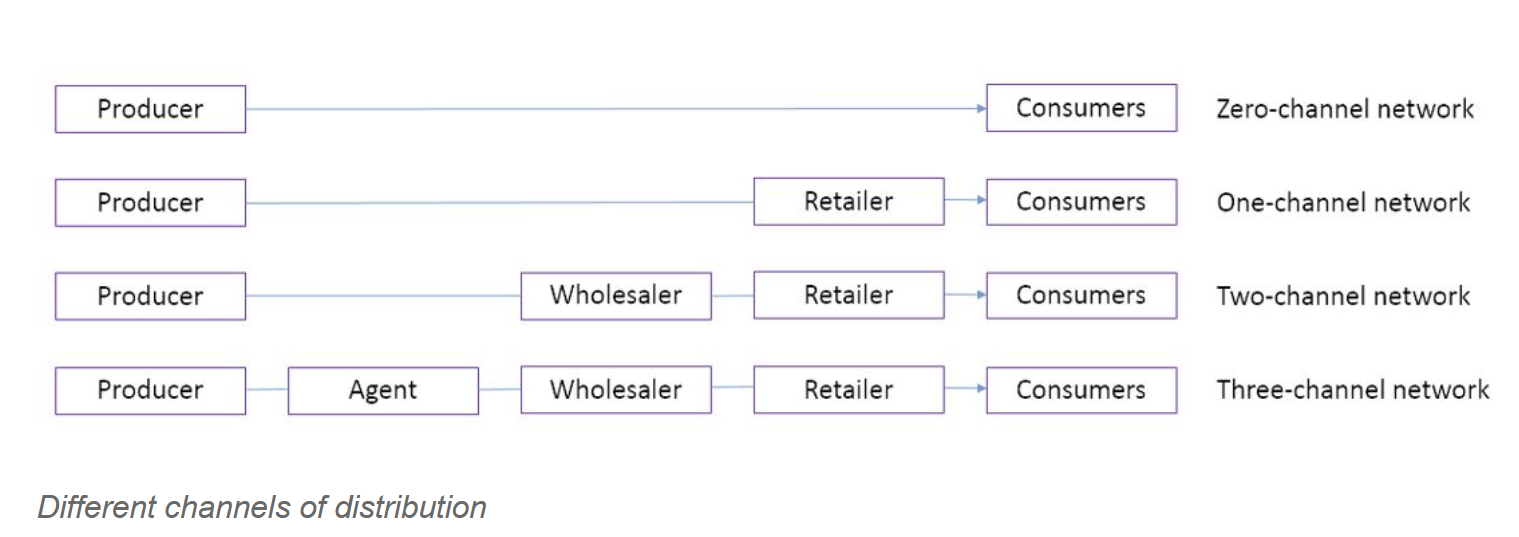 Producer Consumers Zero-channel network
Producer Retailer Consumers One-channel network
Producer Wholesaler Retailer Consumers Two-channel network
Producer Agent Wholesaler Retailer Consumers Three-channel network
Different channels of distribution